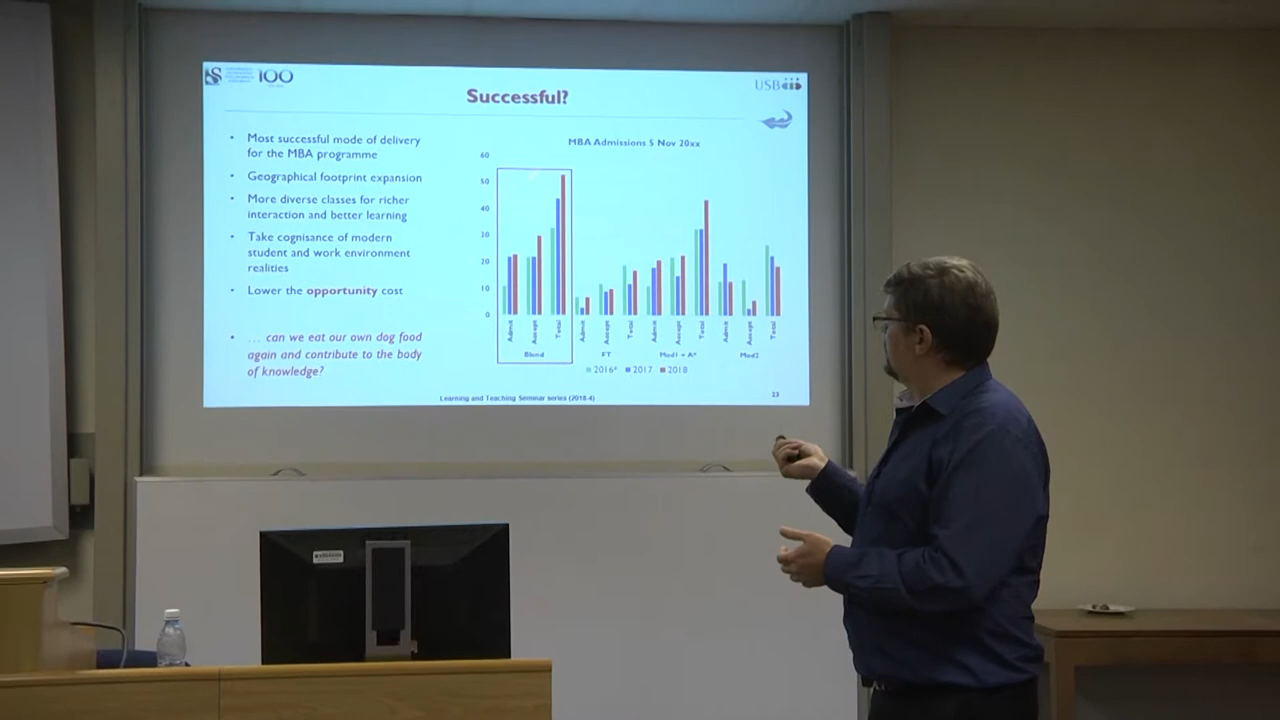 100
USB
Successful?
• Most successful mode of delivery
for the MBA programme
• Geographical footprint expansion
• More diverse classes for richer
interaction and better learning
• Take cognisance of modern
student and work environment
realities
• Lower the opportunity cost
• … can we eat our own dog food
again and contribute to the body
of knowledge?
MBA Admissions 5 Nov 20xx
60
50
40
30
20
10
0
Admit Accept Total Admit Accept Total Admit Accept Total Admit Accept Total
Blend FT Mod1 + A* Mod2
2016* 2017 2018
Learning and Teaching Seminar series (2018-4)
23